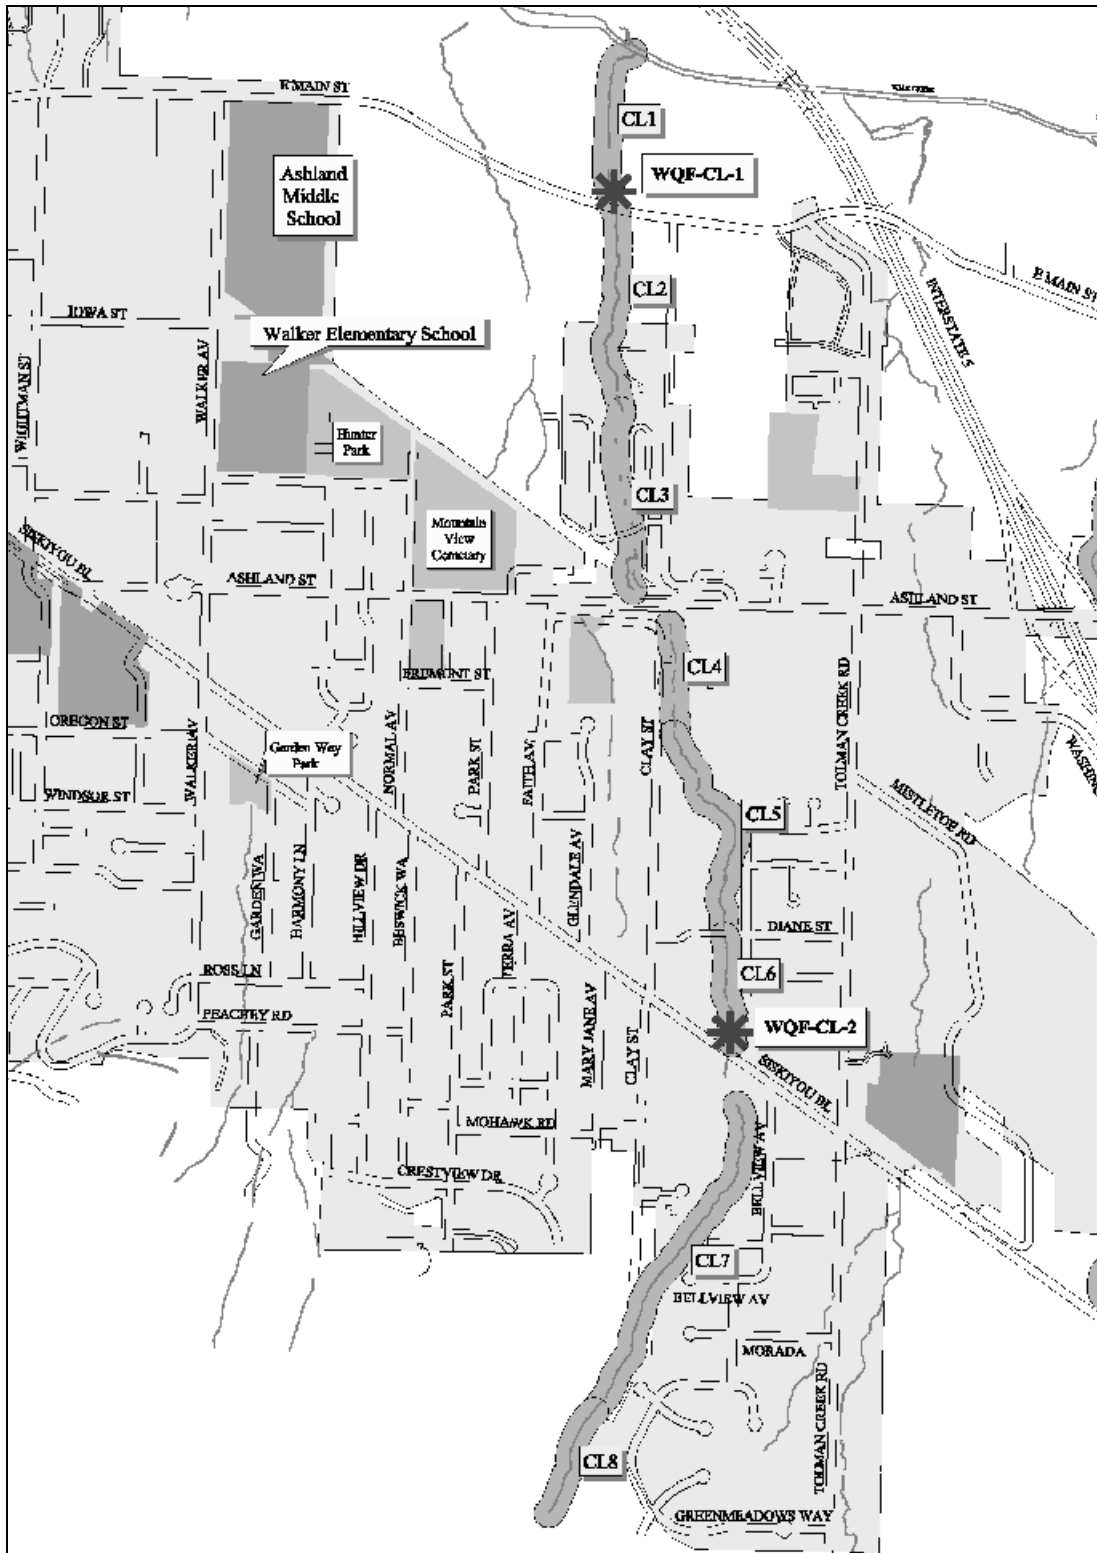 E MAIN ST
CL1
Ashland
Middle
School
WQF-CL-1
CL2
E MAIN ST
INTERSTATE 5
IOWA ST
Walker Elementary School
WIGHTMAN ST
WALKER AV
Hunter
Park
CL3
Mountain
View
Cemetary
SISKIYOU BL
ASHLAND ST
ASHLAND ST
CL4
TOLMAN CREEK RD
OREGON ST
WALKER AV
Garden Way
Park
NORMAL AV
PARK ST
FAITH AV
CLAY ST
WASHING
WINDSOR ST
CL5
MISTLETOE RD
GARDEN WA
HARMONY LN
HILLVIEW DR
BESWICK WA
GLENDALE AV
TERRA AV
DIANE ST
ROSS LN
PARK ST
CL6
PEACHEY RD
MARY JANE AV
CLAY ST
WQF-CL-2
SISKIYOU BL
MOHAWK RD
BELLVIEW AV
CRESTVIEW DR
CL7
BELLVIEW AV
MORADA
TOLMAN CREEK RD
CL8
GREENMEADOWS WAY